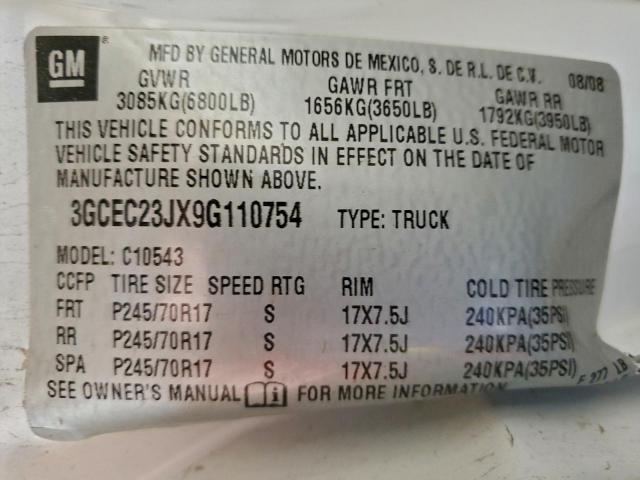 GM
MFD BY GENERAL MOTORS DE MEXICO, S. DE R.L. DE C.V. 08/08
GVWR GAWR FRT GAWR RR
3085KG(6800LB) 1656KG(3650LB) 1792KG(3950LB)
THIS VEHICLE CONFORMS TO ALL APPLICABLE U.S. FEDERAL MOTOR
VEHICLE SAFETY STANDARDS IN EFFECT ON THE DATE OF
MANUFACTURE SHOWN ABOVE.
3GCEC23JX9G110754 TYPE: TRUCK
MODEL: C10543
CCFP TIRE SIZE SPEED RTG RIM COLD TIRE PRESSURE
FRT P245/70R17 S 17X7.5J 240KPA(35PSI)
RR P245/70R17 S 17X7.5J 240KPA(35PSI)
SPA P245/70R17 S 17X7.5J 240KPA(35PSI)
SEE OWNER'S MANUAL i FOR MORE INFORMATION